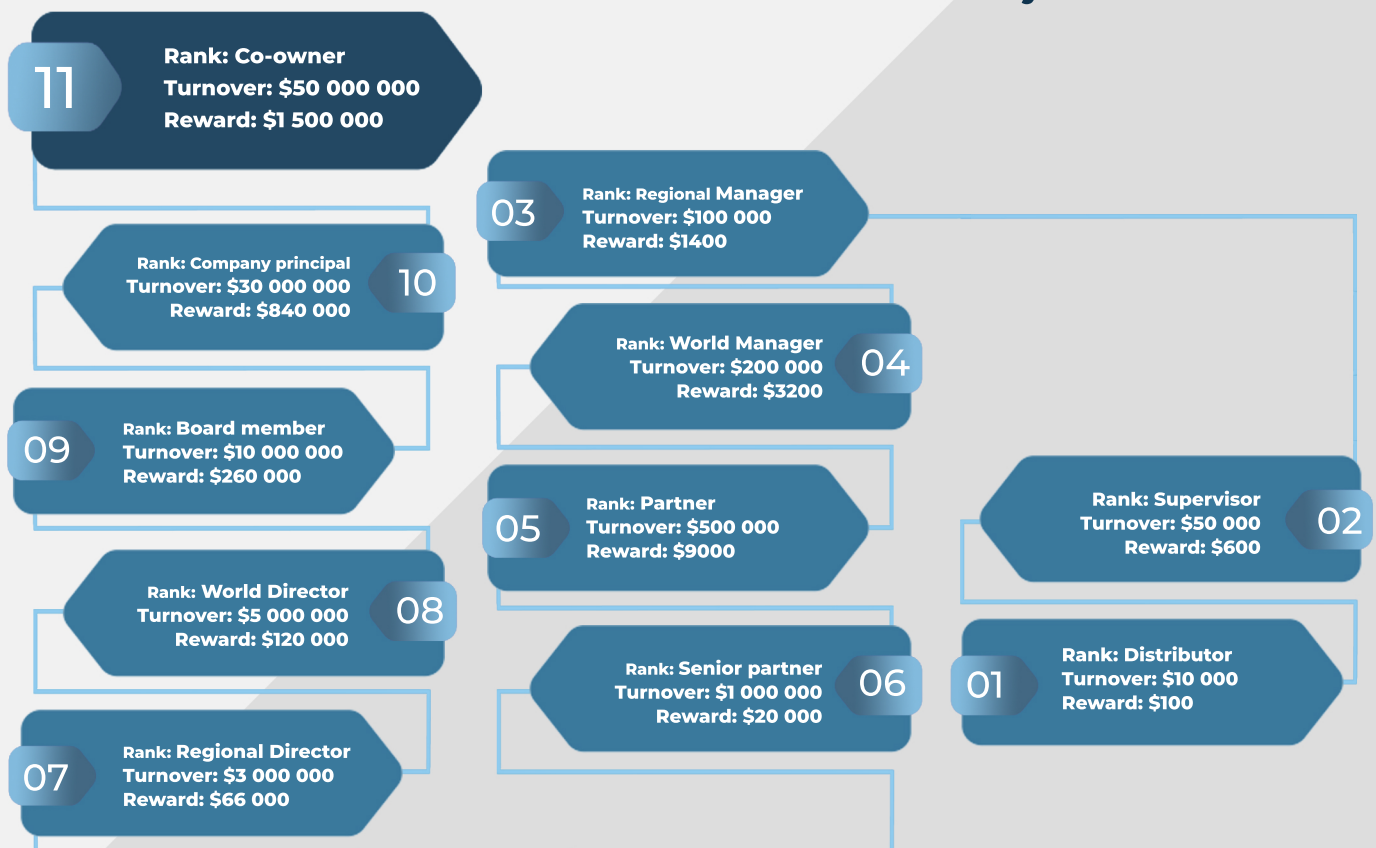 11
Rank: Co-owner
Turnover: $50 000 000
Reward: $1 500 000
Rank: Company principal
Turnover: $30 000 000
Reward: $840 000
10
09
Rank: Board member
Turnover: $10 000 000
Reward: $260 000
Rank: World Director
Turnover: $5 000 000
Reward: $120 000
08
07
Rank: Regional Director
Turnover: $3 000 000
Reward: $66 000
03
Rank: Regional Manager
Turnover: $100 000
Reward: $1400
Rank: World Manager
Turnover: $200 000
Reward: $3200
04
05
Rank: Partner
Turnover: $500 000
Reward: $9000
Rank: Senior partner
Turnover: $1 000 000
Reward: $20 000
06
Rank: Supervisor
Turnover: $50 000
Reward: $600
02
01
Rank: Distributor
Turnover: $10 000
Reward: $100